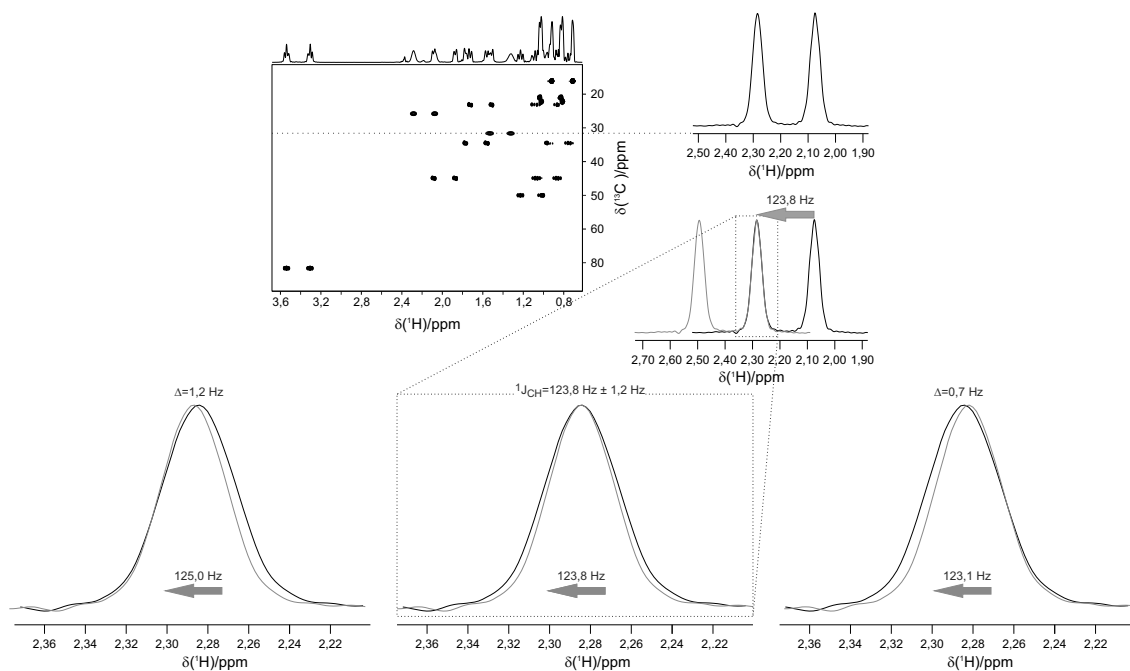 20
30
40
50
60
80
δ(¹³C )/ppm
3,6 3,2 2,4 2,0 1,6 1,2 0,8
δ(¹H)/ppm
2,50 2,40 2,30 2,20 2,10 2,00 1,90
δ(¹H)/ppm
123,8 Hz
2,70 2,60 2,50 2,40 2,30 2,20 2,10 2,00 1,90
δ(¹H)/ppm
Δ=1,2 Hz
125,0 Hz
2,36 2,34 2,32 2,30 2,28 2,26 2,24 2,22
δ(¹H)/ppm
¹J_CH=123,8 Hz ± 1,2 Hz
123,8 Hz
2,36 2,34 2,32 2,30 2,28 2,26 2,24 2,22
δ(¹H)/ppm
Δ=0,7 Hz
123,1 Hz
2,36 2,34 2,32 2,30 2,28 2,26 2,24 2,22
δ(¹H)/ppm